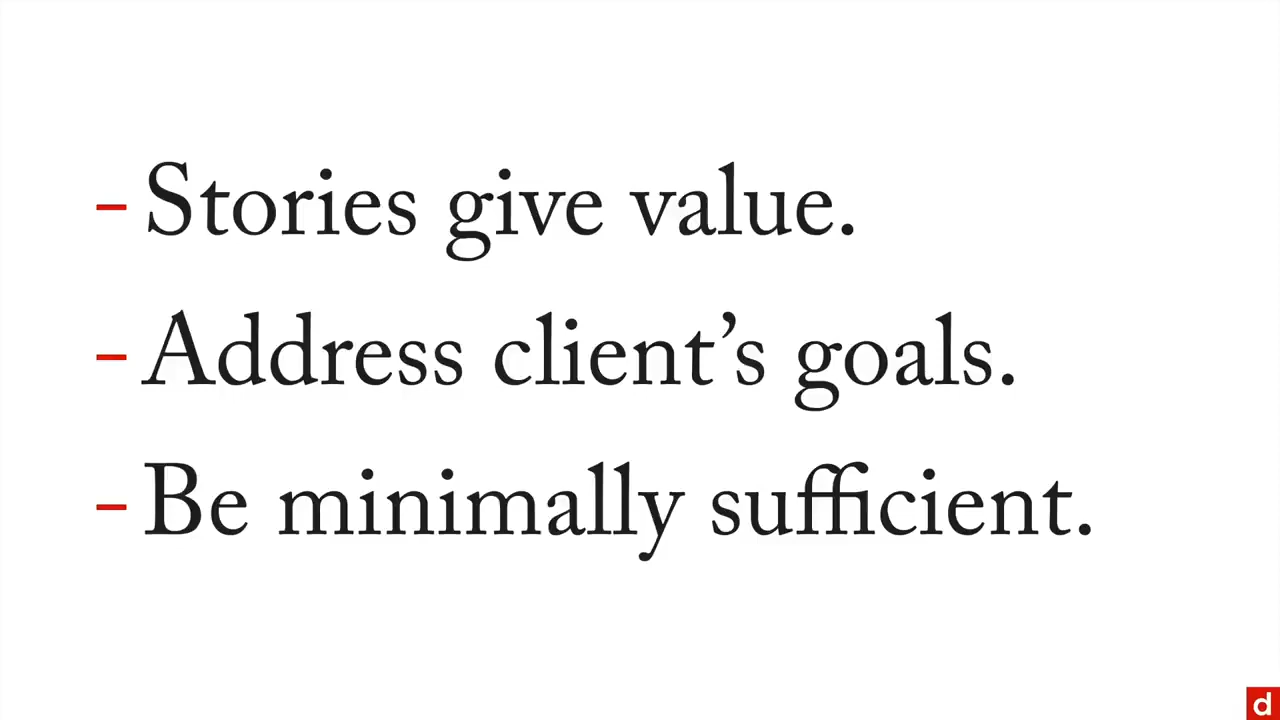 – Stories give value.
– Address client’s goals.
– Be minimally sufficient.
d